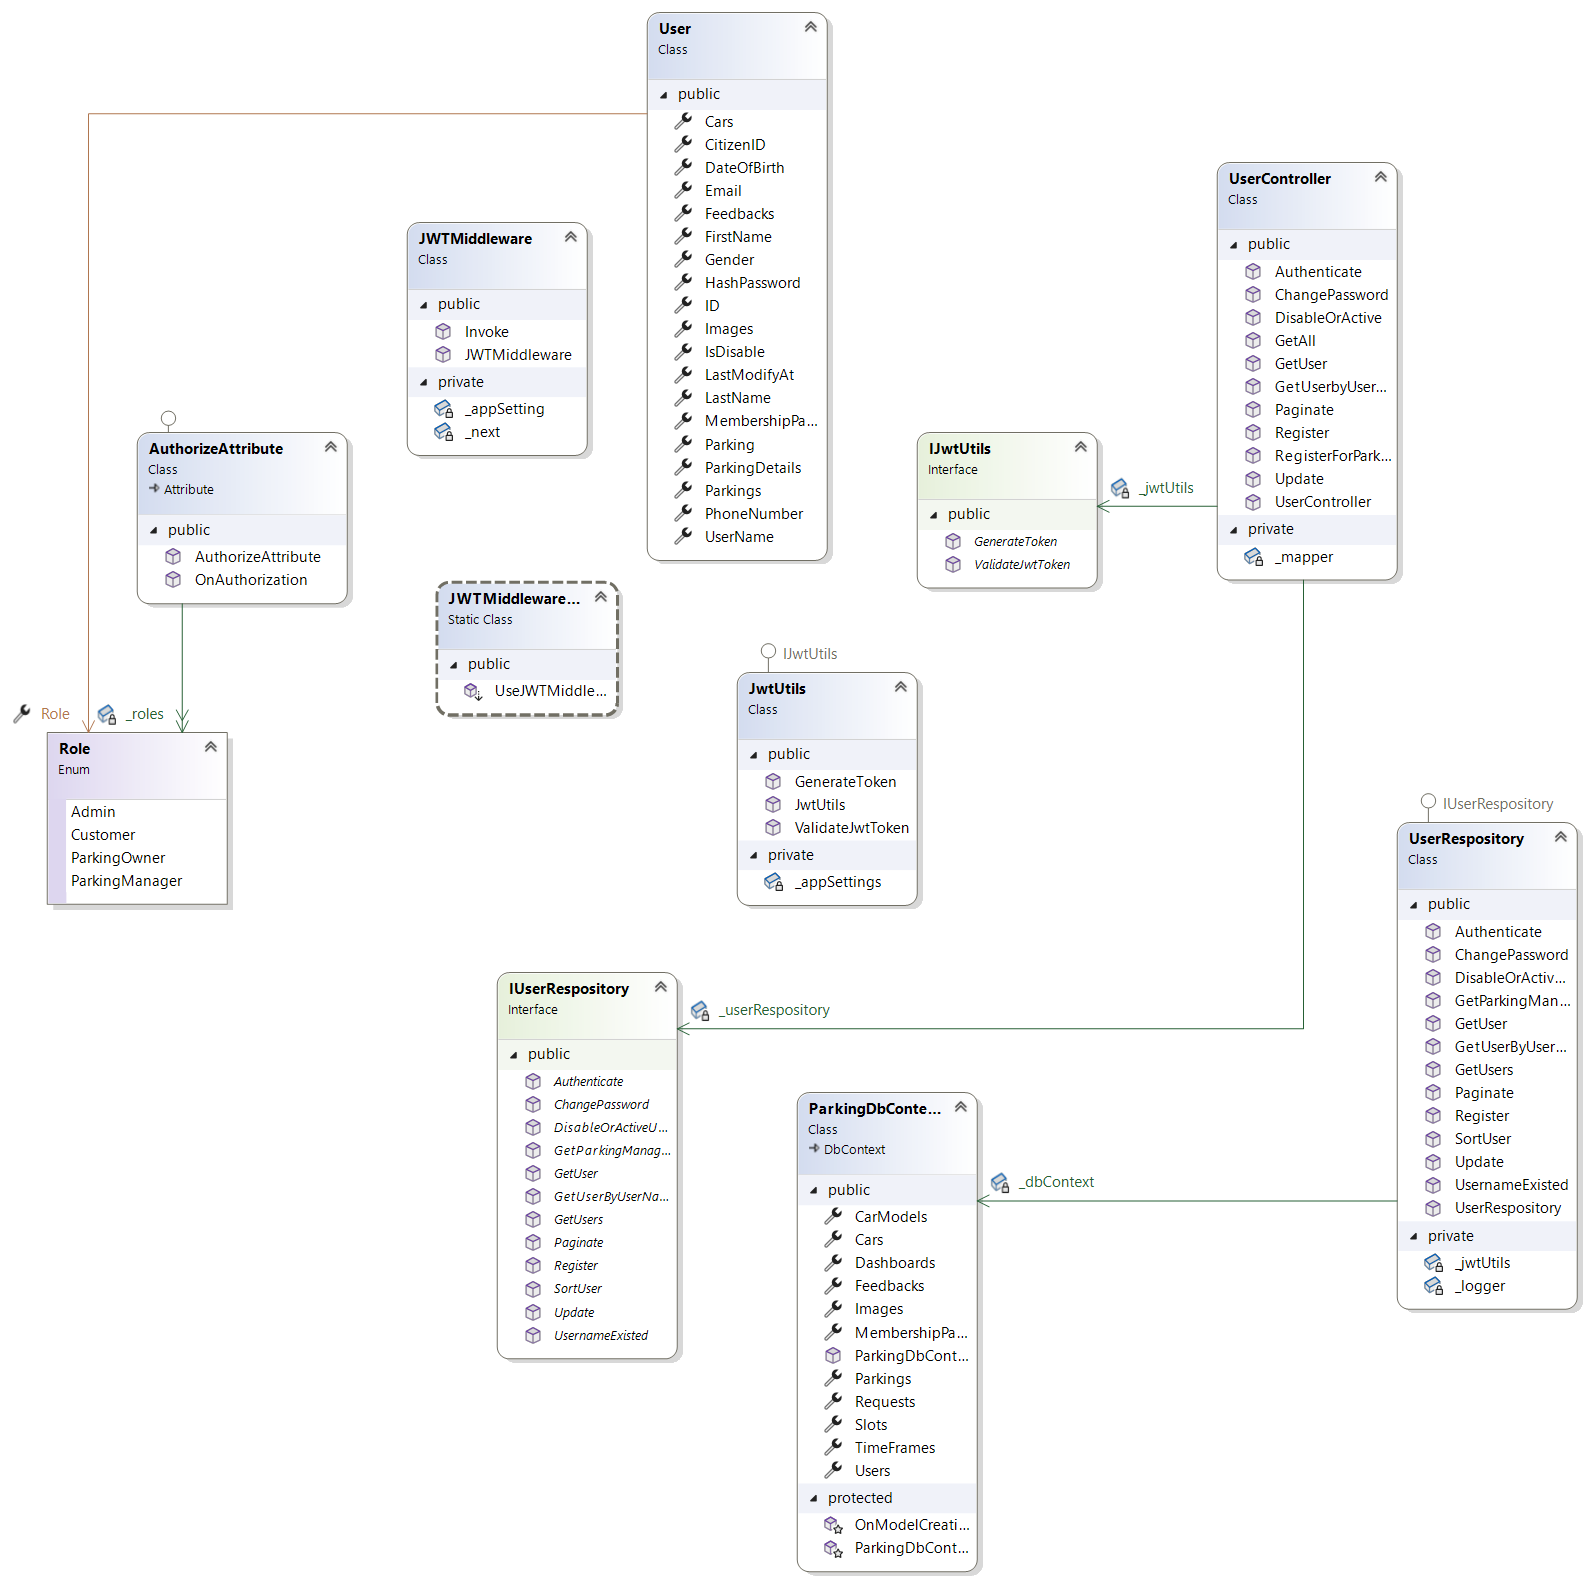 User
Class
public
Cars
CitizenID
DateOfBirth
Email
Feedbacks
FirstName
Gender
HashPassword
ID
Images
IsDisable
LastModifyAt
LastName
MembershipPa...
Parking
ParkingDetails
Parkings
PhoneNumber
UserName
JWTMiddleware
Class
public
Invoke
JWTMiddleware
private
_appSetting
_next
UserController
Class
public
Authenticate
ChangePassword
DisableOrActive
GetAll
GetUser
GetUserbyUser...
Paginate
Register
RegisterForPark...
Update
UserController
private
_mapper
AuthorizeAttribute
Class
Attribute
public
AuthorizeAttribute
OnAuthorization
IJwtUtils
Interface
public
GenerateToken
ValidateJwtToken
_jwtUtils
JWTMiddleware...
Static Class
public
UseJWTMiddle...
Role
_roles
Role
Enum
Admin
Customer
ParkingOwner
ParkingManager
IJwtUtils
JwtUtils
Class
public
GenerateToken
JwtUtils
ValidateJwtToken
private
_appSettings
IUserRespository
UserRespository
Class
public
Authenticate
ChangePassword
DisableOrActiv...
GetParkingMan...
GetUser
GetUserByUser...
GetUsers
Paginate
Register
SortUser
Update
UsernameExisted
UserRespository
private
_jwtUtils
_logger
IUserRespository
Interface
public
Authenticate
ChangePassword
DisableOrActiveU...
GetParkingManag...
GetUser
GetUserByUserNa...
GetUsers
Paginate
Register
SortUser
Update
UsernameExisted
_userRespository
ParkingDbConte...
Class
DbContext
public
CarModels
Cars
Dashboards
Feedbacks
Images
MembershipPa...
ParkingDbCont...
Parkings
Requests
Slots
TimeFrames
Users
protected
OnModelCreati...
ParkingDbCont...
_dbContext